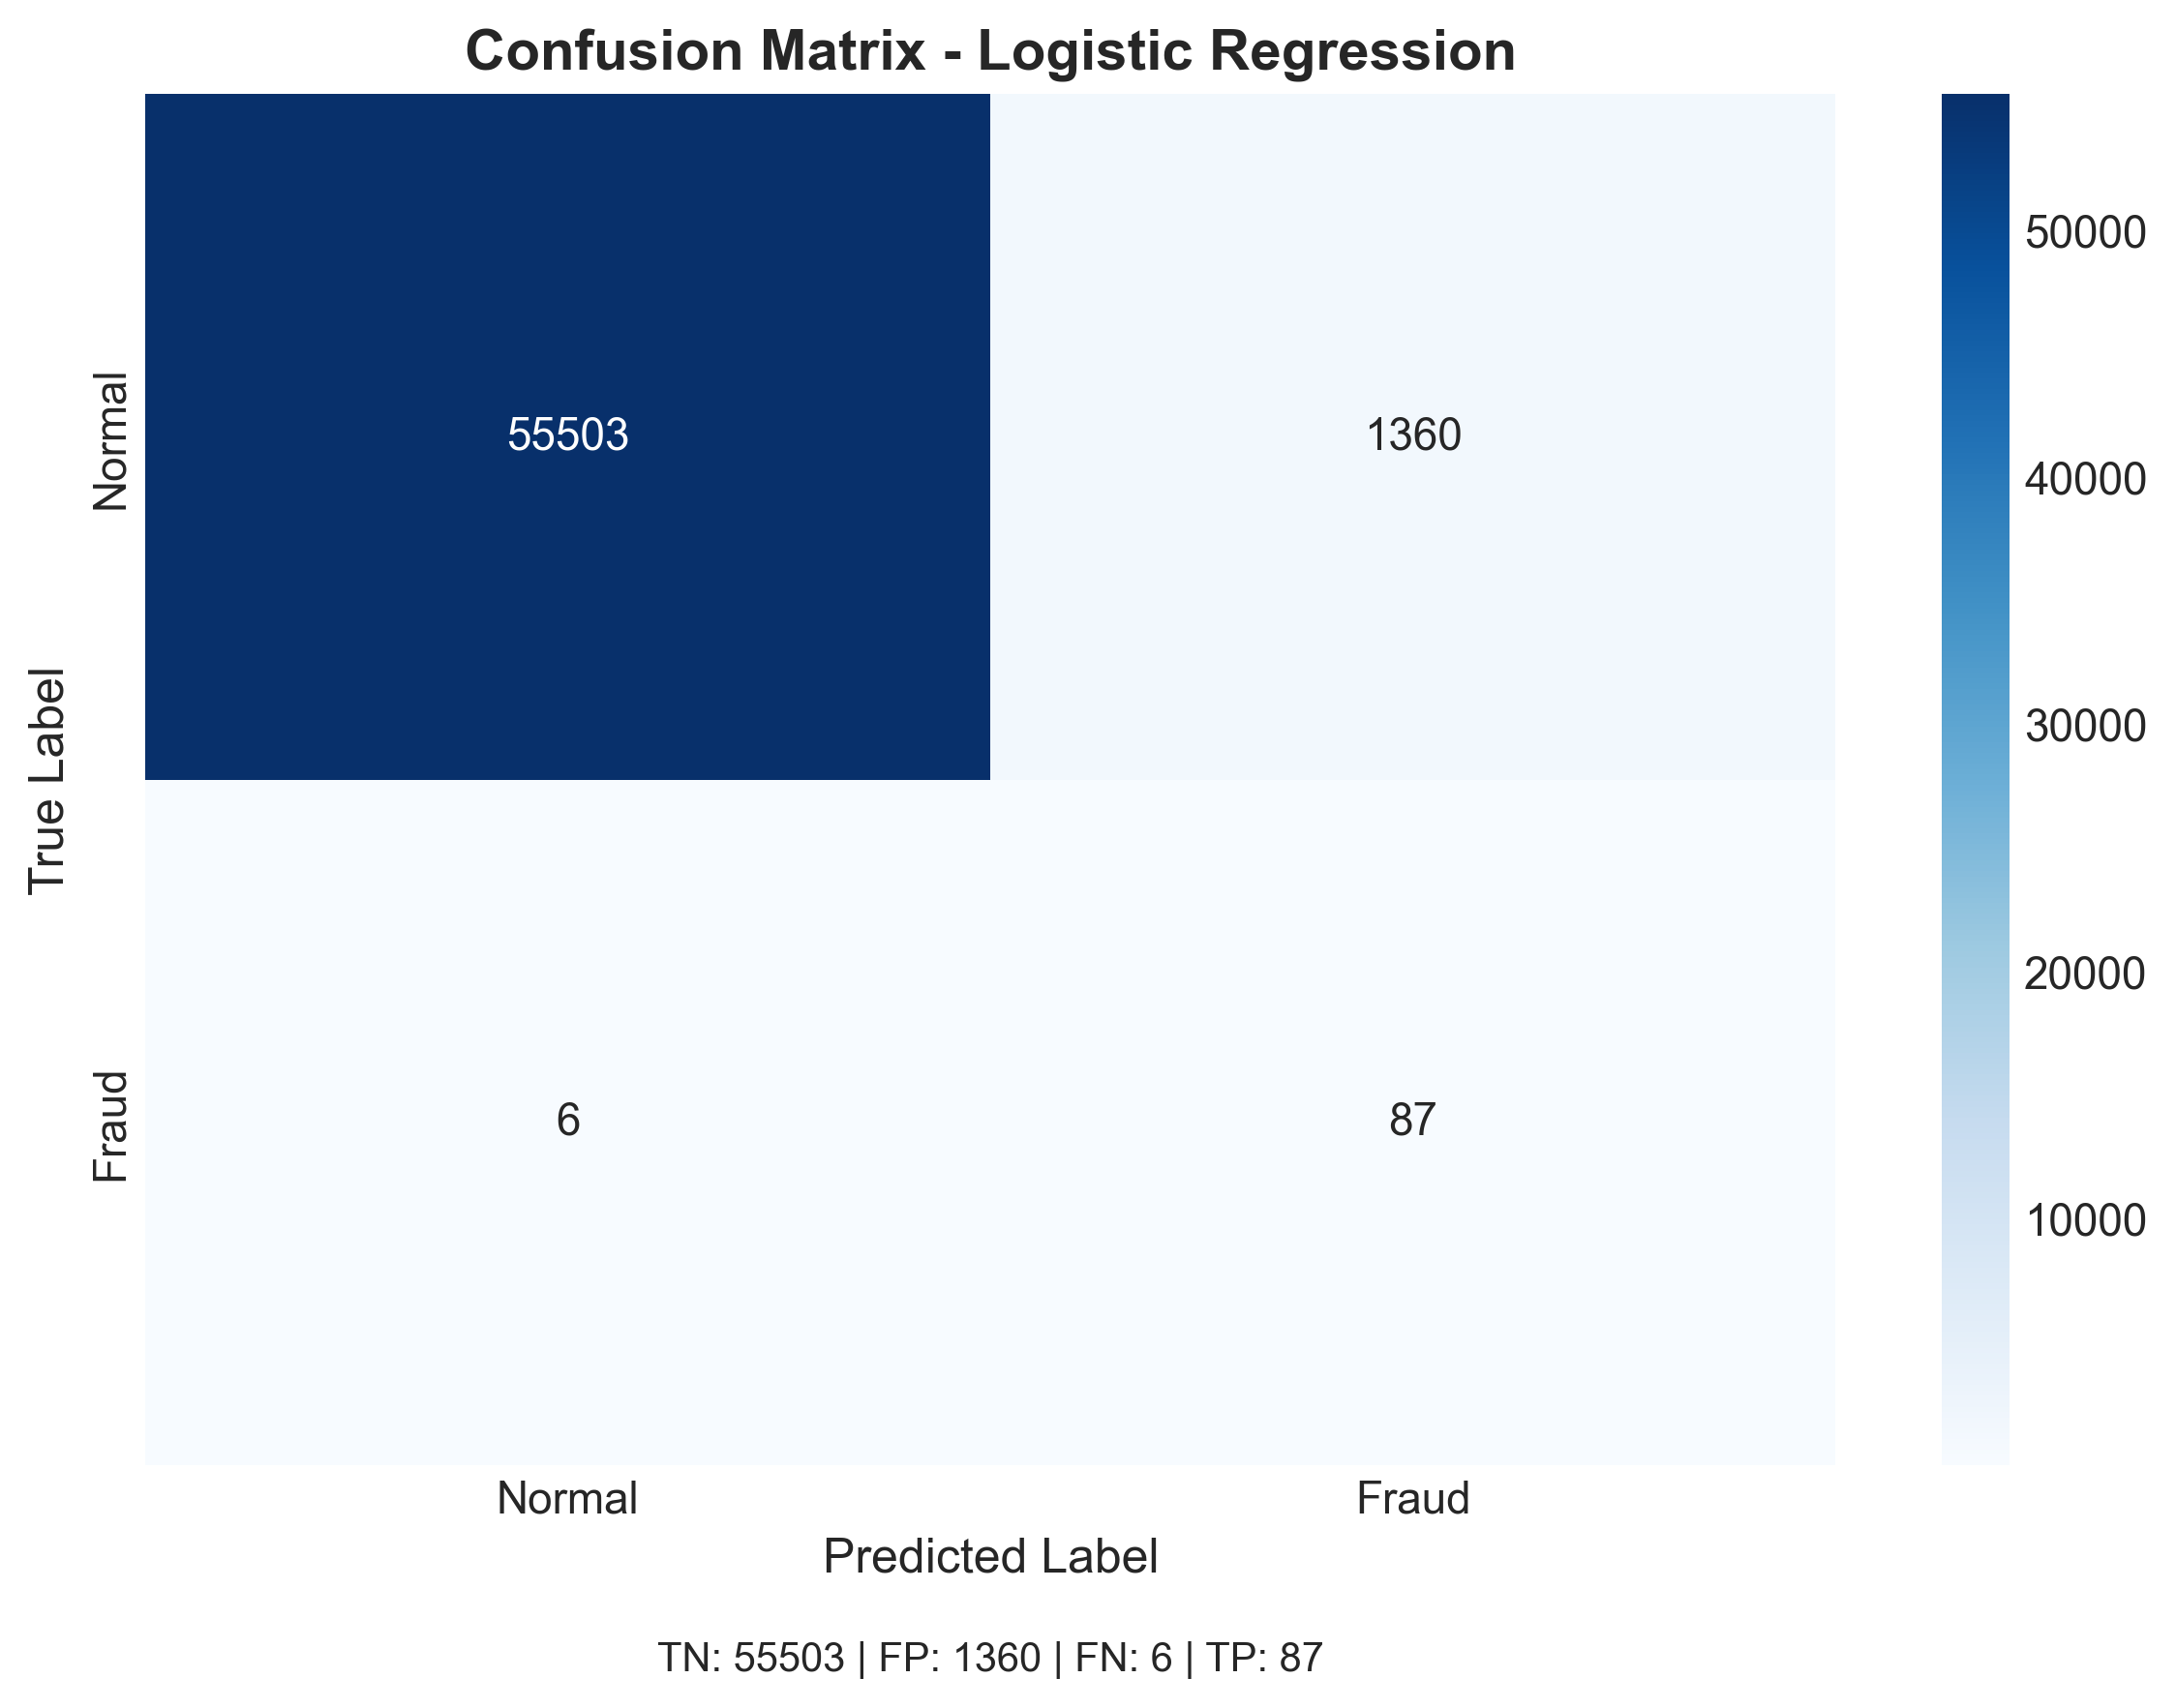 Confusion Matrix - Logistic Regression
True Label
Normal
Fraud
55503
1360
6
87
Normal
Fraud
Predicted Label
50000
40000
30000
20000
10000
TN: 55503 | FP: 1360 | FN: 6 | TP: 87